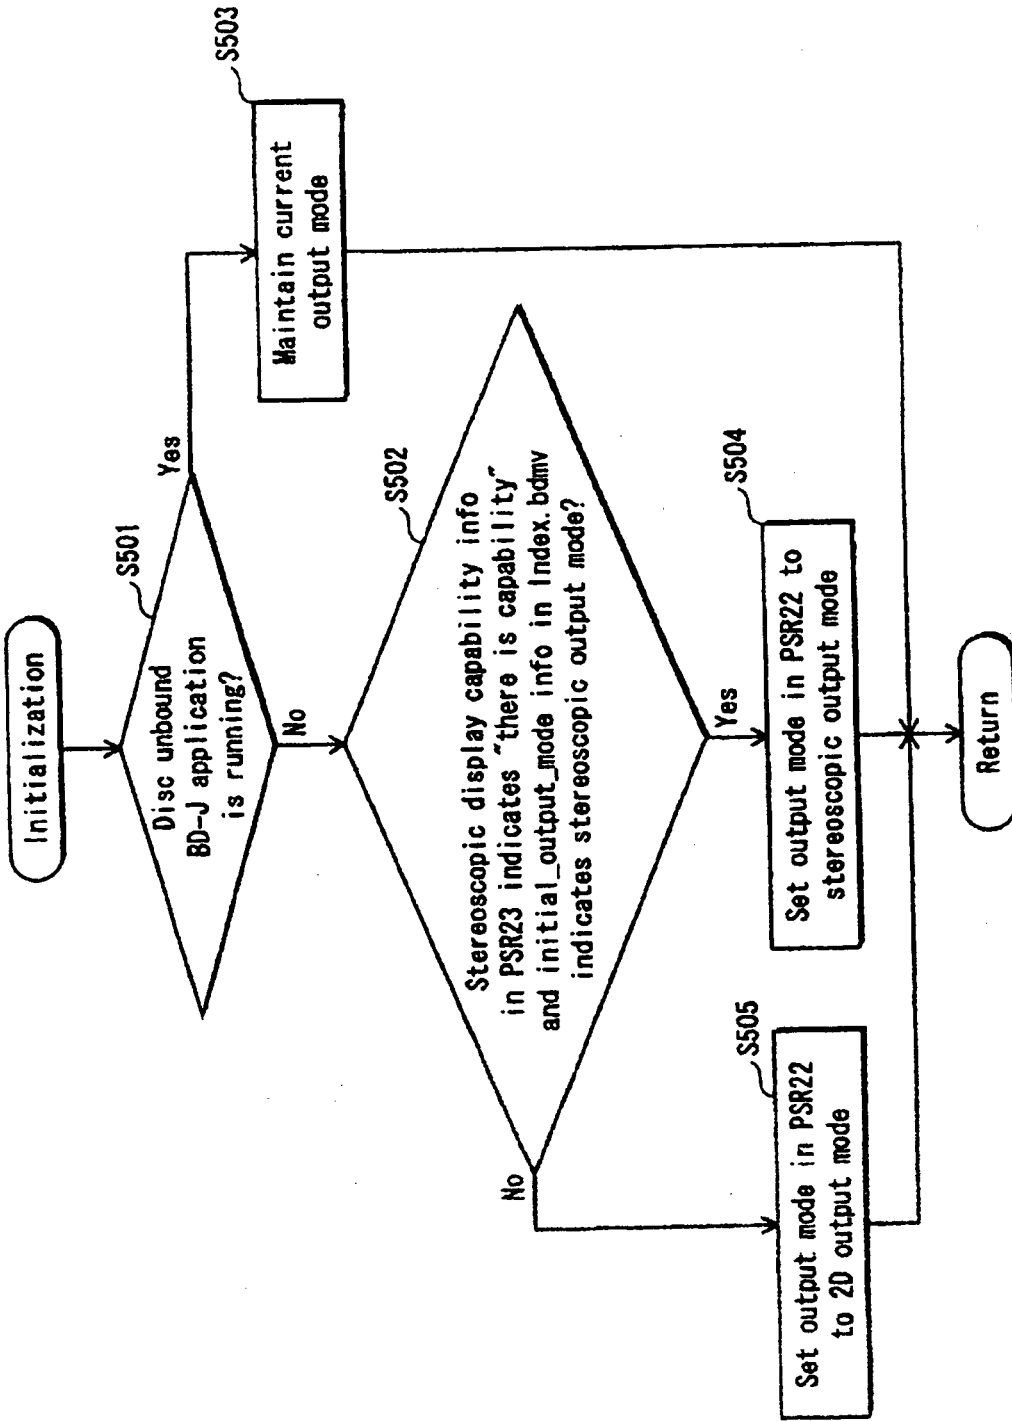 Initialization
S501
Disc unbound
BD-J application
is running?
Yes
No
S503
Maintain current
output mode
S502
Stereoscopic display capability info
in PSR23 indicates "there is capability"
and initial_output_mode info in Index.bdmv
indicates stereoscopic output mode?
No
Yes
S505
Set output mode in PSR22
to 2D output mode
S504
Set output mode in PSR22 to
stereoscopic output mode
Return